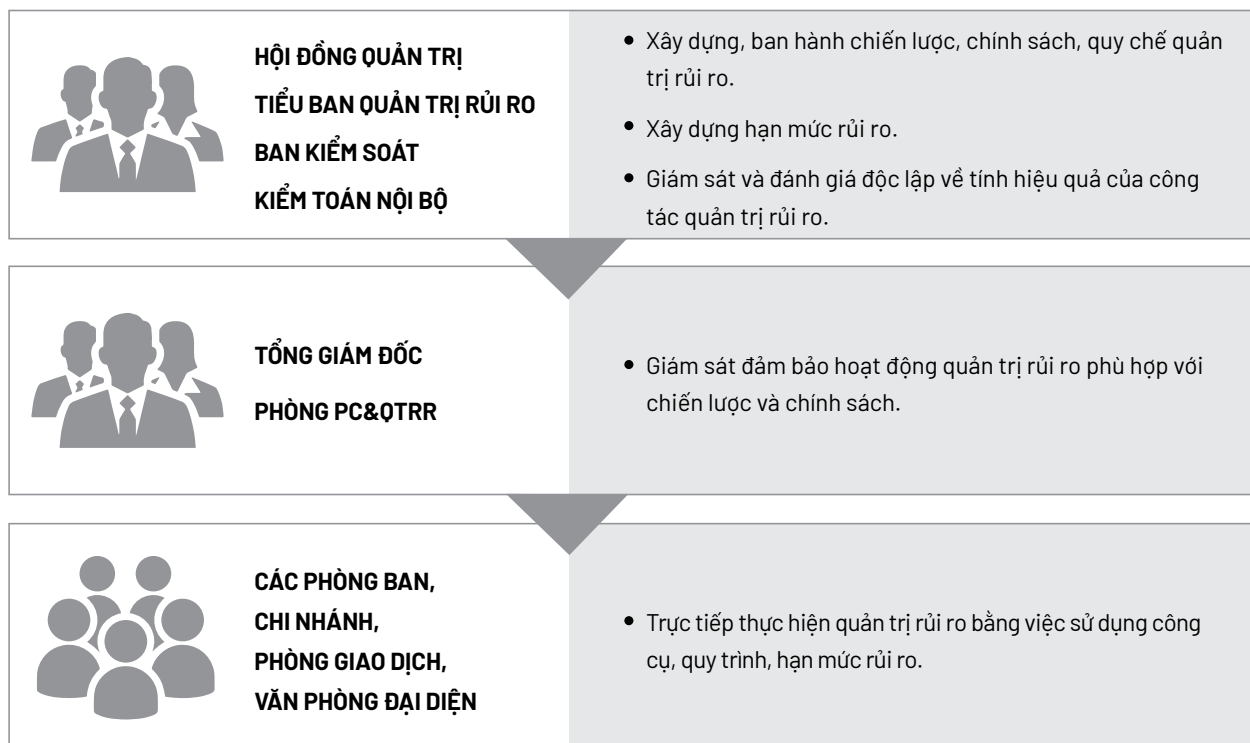 HỘI ĐỒNG QUẢN TRỊ
TIỂU BAN QUẢN TRỊ RỦI RO
BAN KIỂM SOÁT
KIỂM TOÁN NỘI BỘ
• Xây dựng, ban hành chiến lược, chính sách, quy chế quản
trị rủi ro.
• Xây dựng hạn mức rủi ro.
• Giám sát và đánh giá độc lập về tính hiệu quả của công
tác quản trị rủi ro.
TỔNG GIÁM ĐỐC
PHÒNG PC&QTRR
• Giám sát đảm bảo hoạt động quản trị rủi ro phù hợp với
chiến lược và chính sách.
CÁC PHÒNG BAN,
CHI NHÁNH,
PHÒNG GIAO DỊCH,
VĂN PHÒNG ĐẠI DIỆN
• Trực tiếp thực hiện quản trị rủi ro bằng việc sử dụng công
cụ, quy trình, hạn mức rủi ro.